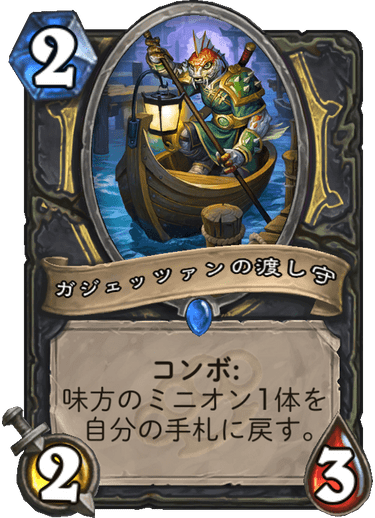 2
ガジェッツァンの渡し守
コンボ:
味方のミニオン1体を
自分の手札に戻す。
2
3